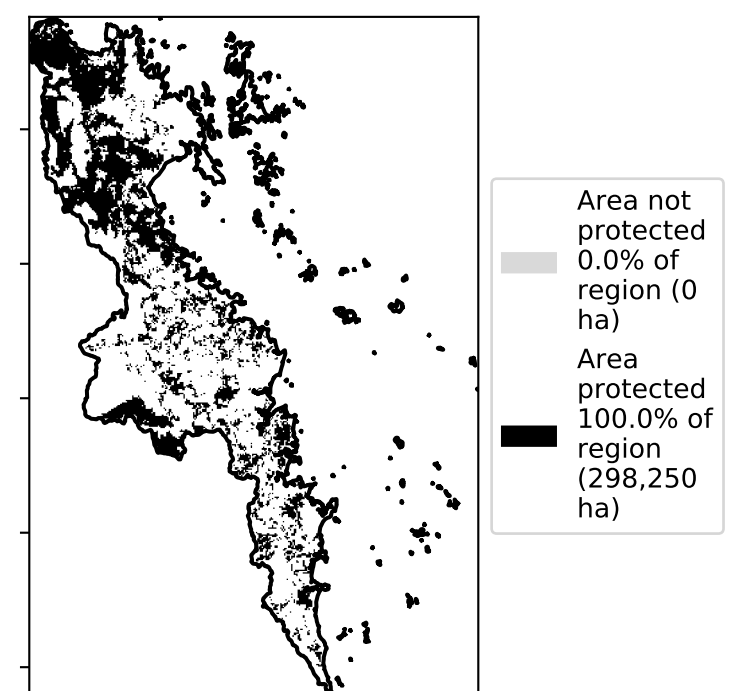 Area not
protected
0.0% of
region (0
ha)
Area
protected
100.0% of
region
(298,250
ha)